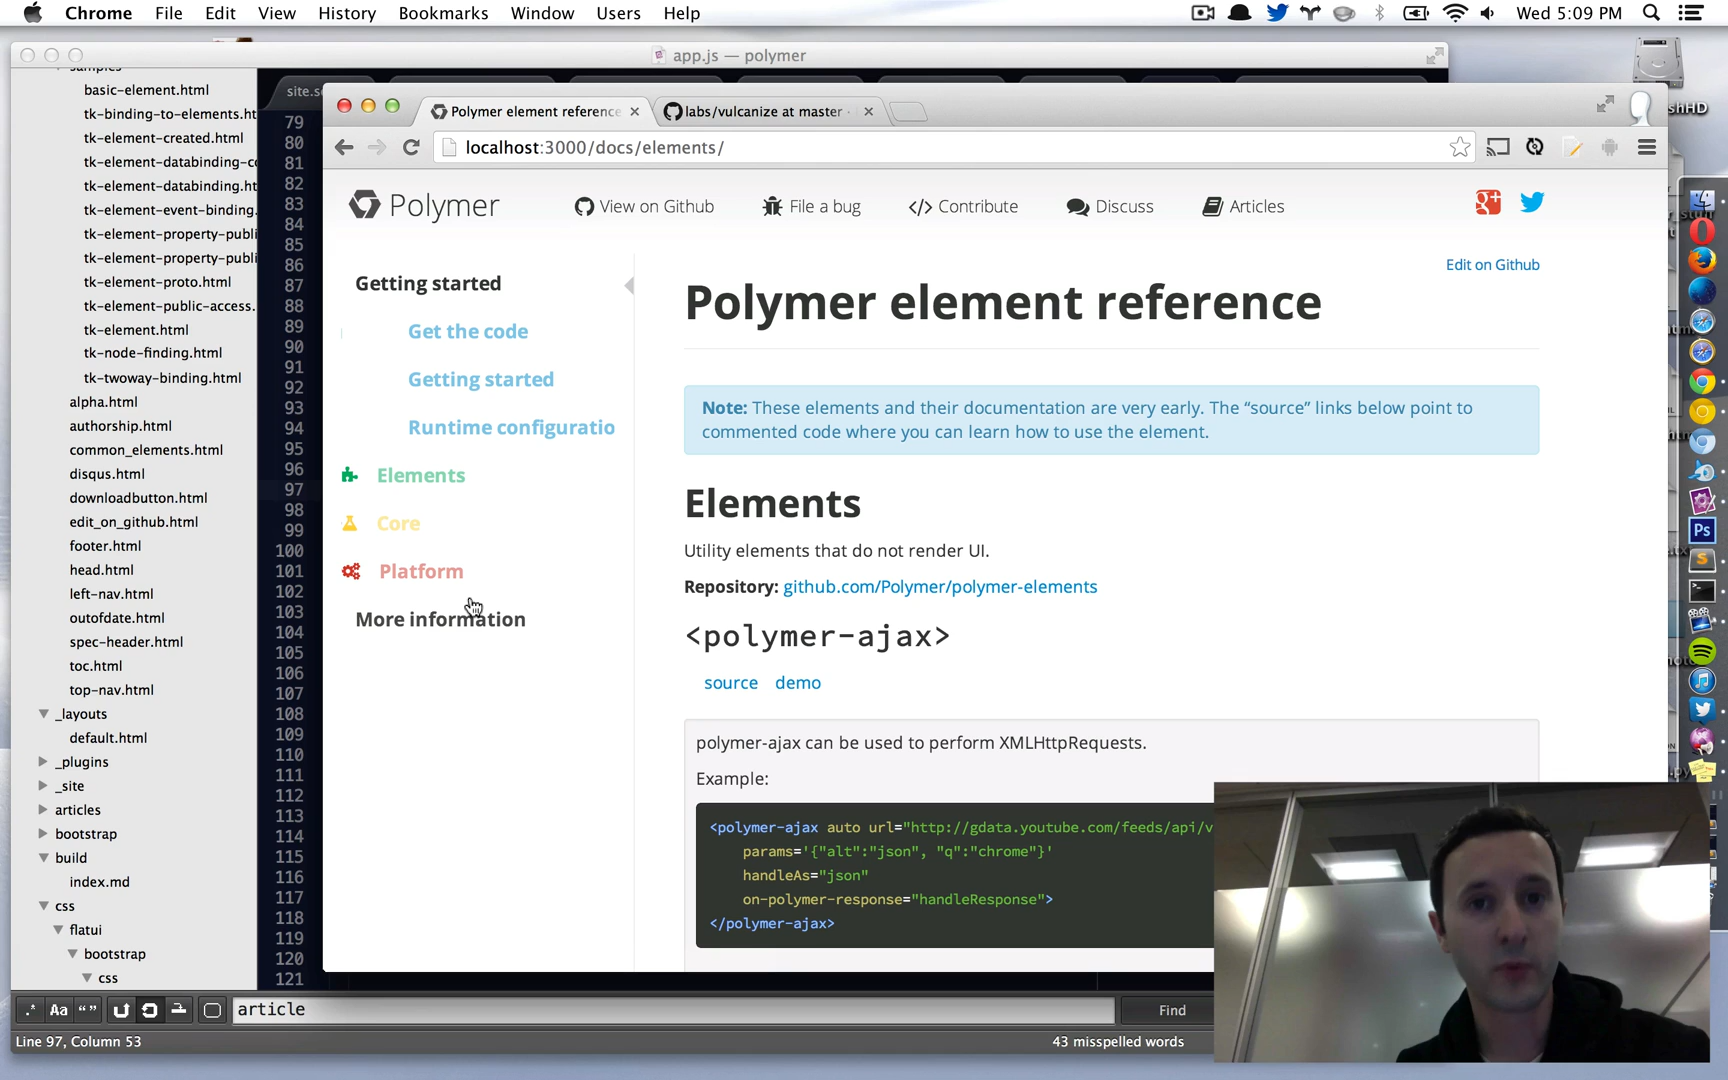 Chrome File Edit View History Bookmarks Window Users Help
Wed 5:09 PM
app.js — polymer
samples
basic-element.html
tk-binding-to-elements.ht
tk-element-created.html
tk-element-databinding-cc
tk-element-databinding.ht
tk-element-event-binding.
tk-element-property-publi
tk-element-property-publi
tk-element-proto.html
tk-element-public-access.
tk-element.html
tk-node-finding.html
tk-twoway-binding.html
alpha.html
authorship.html
common_elements.html
disqus.html
downloadbutton.html
edit_on_github.html
footer.html
head.html
left-nav.html
outofdate.html
spec-header.html
toc.html
top-nav.html
_layouts
default.html
_plugins
_site
articles
bootstrap
build
index.md
css
flatui
bootstrap
css
site.s
79
80
81
82
83
84
85
86
87
88
89
90
91
92
93
94
95
96
97
98
99
100
101
102
103
104
105
106
107
108
109
110
111
112
113
114
115
116
117
118
119
120
121
Polymer element reference
labs/vulcanize at master ·
localhost:3000/docs/elements/
Polymer
View on Github
File a bug
</> Contribute
Discuss
Articles
Getting started
Get the code
Getting started
Runtime configuratio
Elements
Core
Platform
More information
Edit on Github
Polymer element reference
Note: These elements and their documentation are very early. The “source” links below point to
commented code where you can learn how to use the element.
Elements
Utility elements that do not render UI.
Repository: github.com/Polymer/polymer-elements
<polymer-ajax>
source demo
polymer-ajax can be used to perform XMLHttpRequests.
Example:
<polymer-ajax auto url="http://gdata.youtube.com/feeds/api/v
params='{"alt":"json", "q":"chrome"}'
handleAs="json"
on-polymer-response="handleResponse">
</polymer-ajax>
shHD
Ps
.* Aa “ ”
article
Find
Line 97, Column 53
43 misspelled words